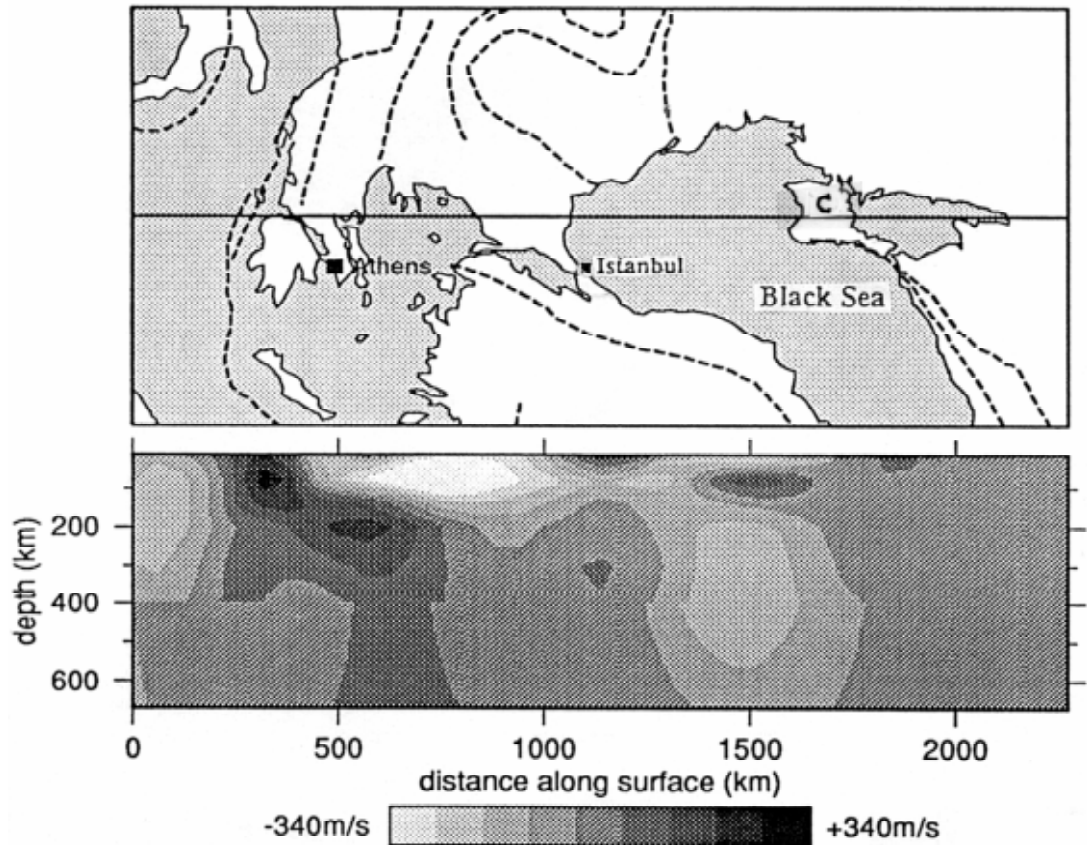 C
Athens
Istanbul
Black Sea
depth (km)
200
400
600
0 500 1000 1500 2000
distance along surface (km)
-340m/s +340m/s